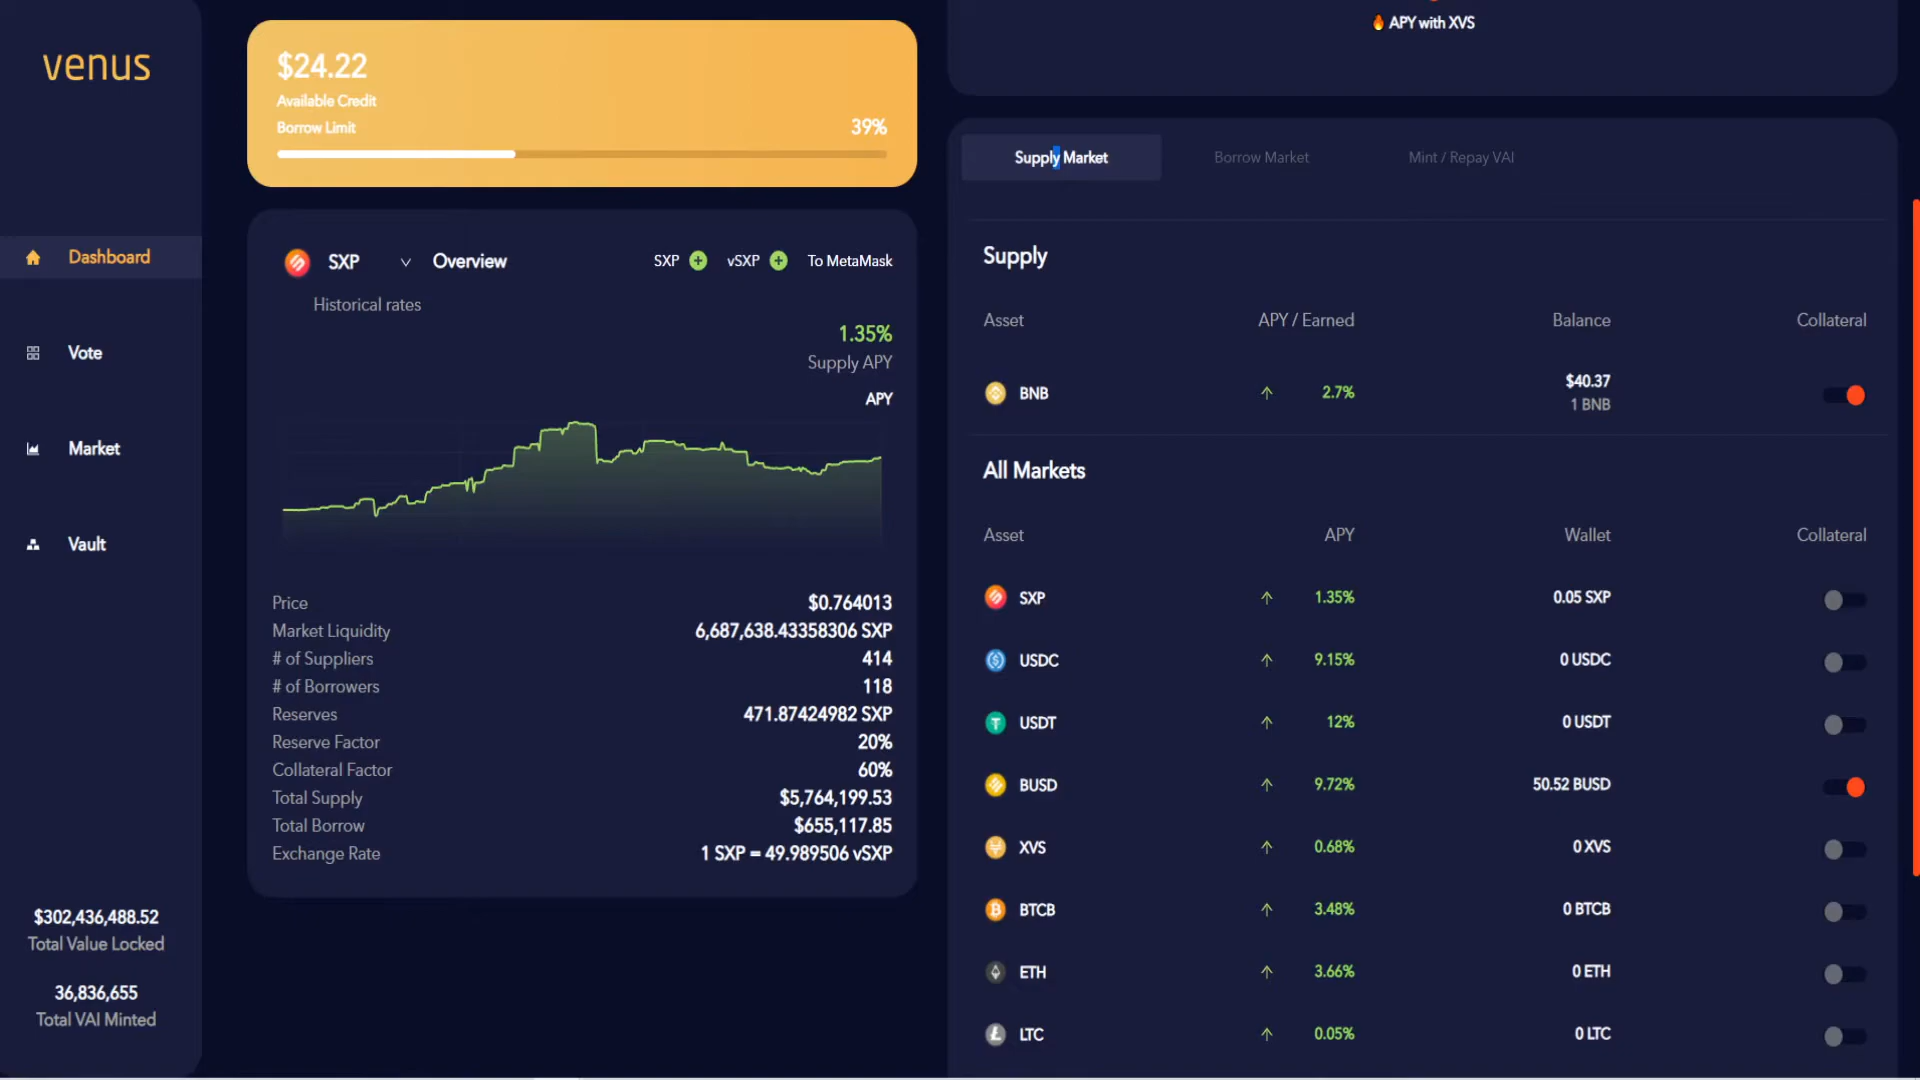 venus
Dashboard
Vote
Market
Vault
$302,436,488.52
Total Value Locked
36,836,655
Total VAI Minted
$24.22
Available Credit
Borrow Limit
39%
SXP
Overview
SXP
vSXP
To MetaMask
Historical rates
1.35%
Supply APY
APY
Price $0.764013
Market Liquidity 6,687,638.43358306 SXP
# of Suppliers 414
# of Borrowers 118
Reserves 471.87424982 SXP
Reserve Factor 20%
Collateral Factor 60%
Total Supply $5,764,199.53
Total Borrow $655,117.85
Exchange Rate 1 SXP = 49.989506 vSXP
APY with XVS
Supply Market Borrow Market Mint / Repay VAI
Supply
Asset APY / Earned Balance Collateral
BNB 2.7% $40.37
1 BNB
All Markets
Asset APY Wallet Collateral
SXP 1.35% 0.05 SXP
USDC 9.15% 0 USDC
USDT 12% 0 USDT
BUSD 9.72% 50.52 BUSD
XVS 0.68% 0 XVS
BTCB 3.48% 0 BTCB
ETH 3.66% 0 ETH
LTC 0.05% 0 LTC